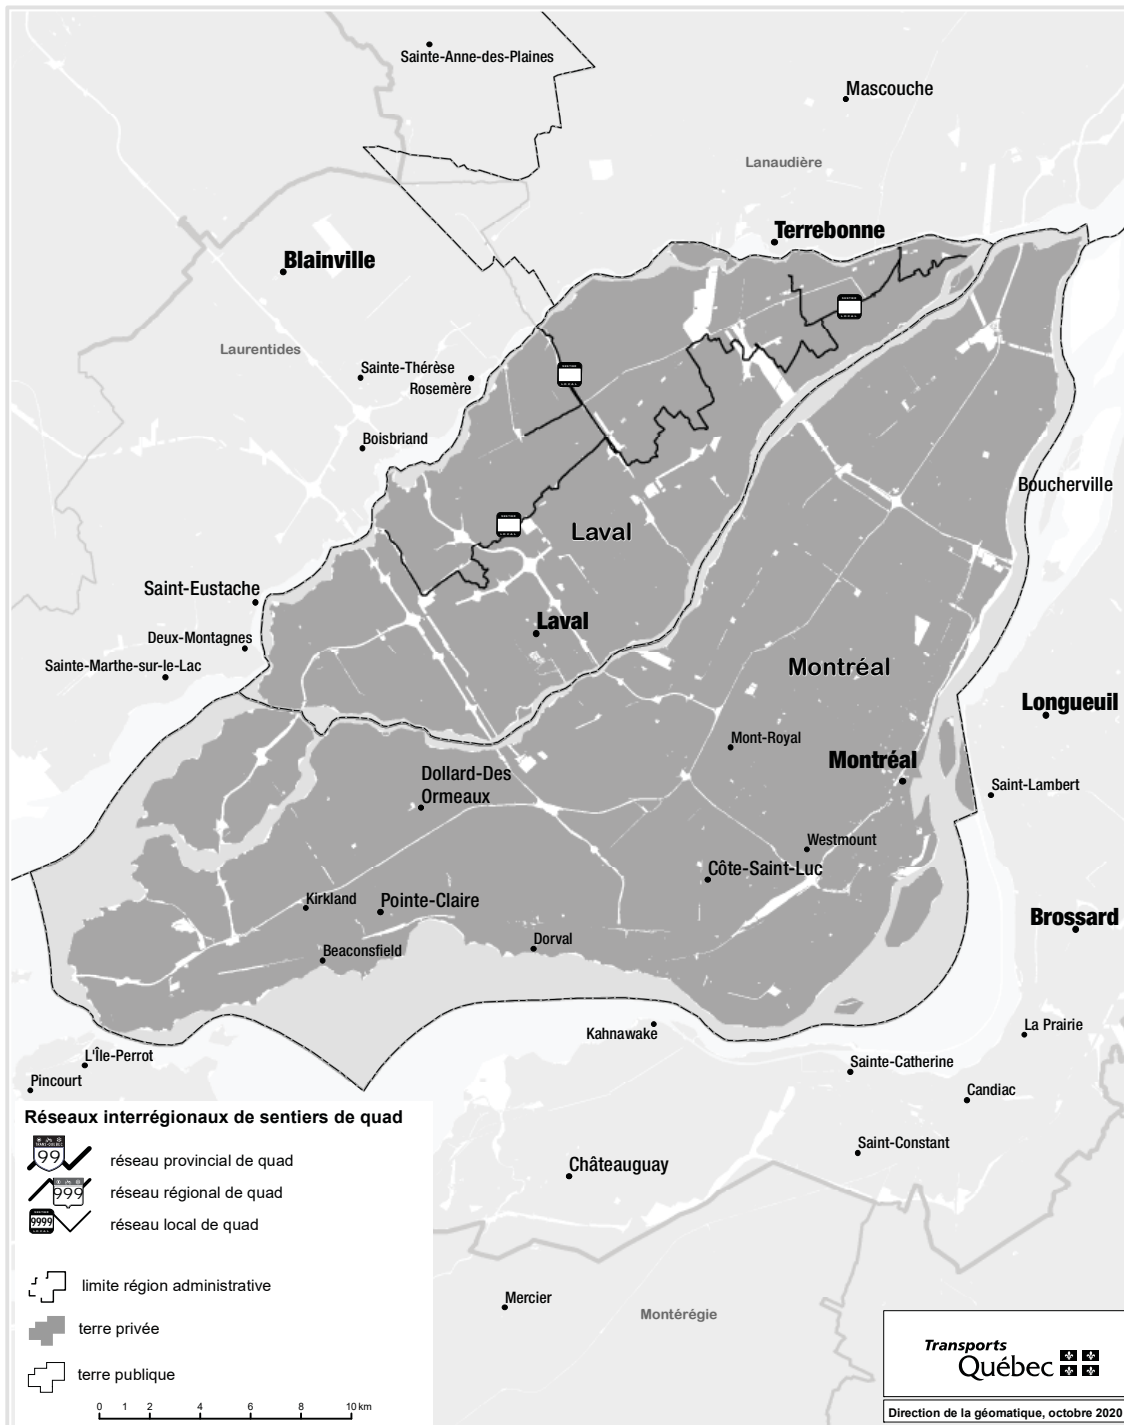 Sainte-Anne-des-Plaines
Mascouche
Lanaudière
Terrebonne
Blainville
Laurentides
Sainte-Thérèse
Rosemère
Boisbriand
Boucherville
Laval
Saint-Eustache
Laval
Deux-Montagnes
Sainte-Marthe-sur-le-Lac
Montréal
Longueuil
Mont-Royal
Montréal
Dollard-Des
Ormeaux
Saint-Lambert
Westmount
Côte-Saint-Luc
Kirkland
Pointe-Claire
Brossard
Dorval
Beaconsfield
La Prairie
Kahnawake
L'Île-Perrot
Sainte-Catherine
Pincourt
Candiac
Saint-Constant
Châteauguay
Mercier
Montérégie
Réseaux interrégionaux de sentiers de quad
99
réseau provincial de quad
999
réseau régional de quad
9999
réseau local de quad
limite région administrative
terre privée
terre publique
0 1 2 4 6 8 10 km
Transports
Québec
Direction de la géomatique, octobre 2020